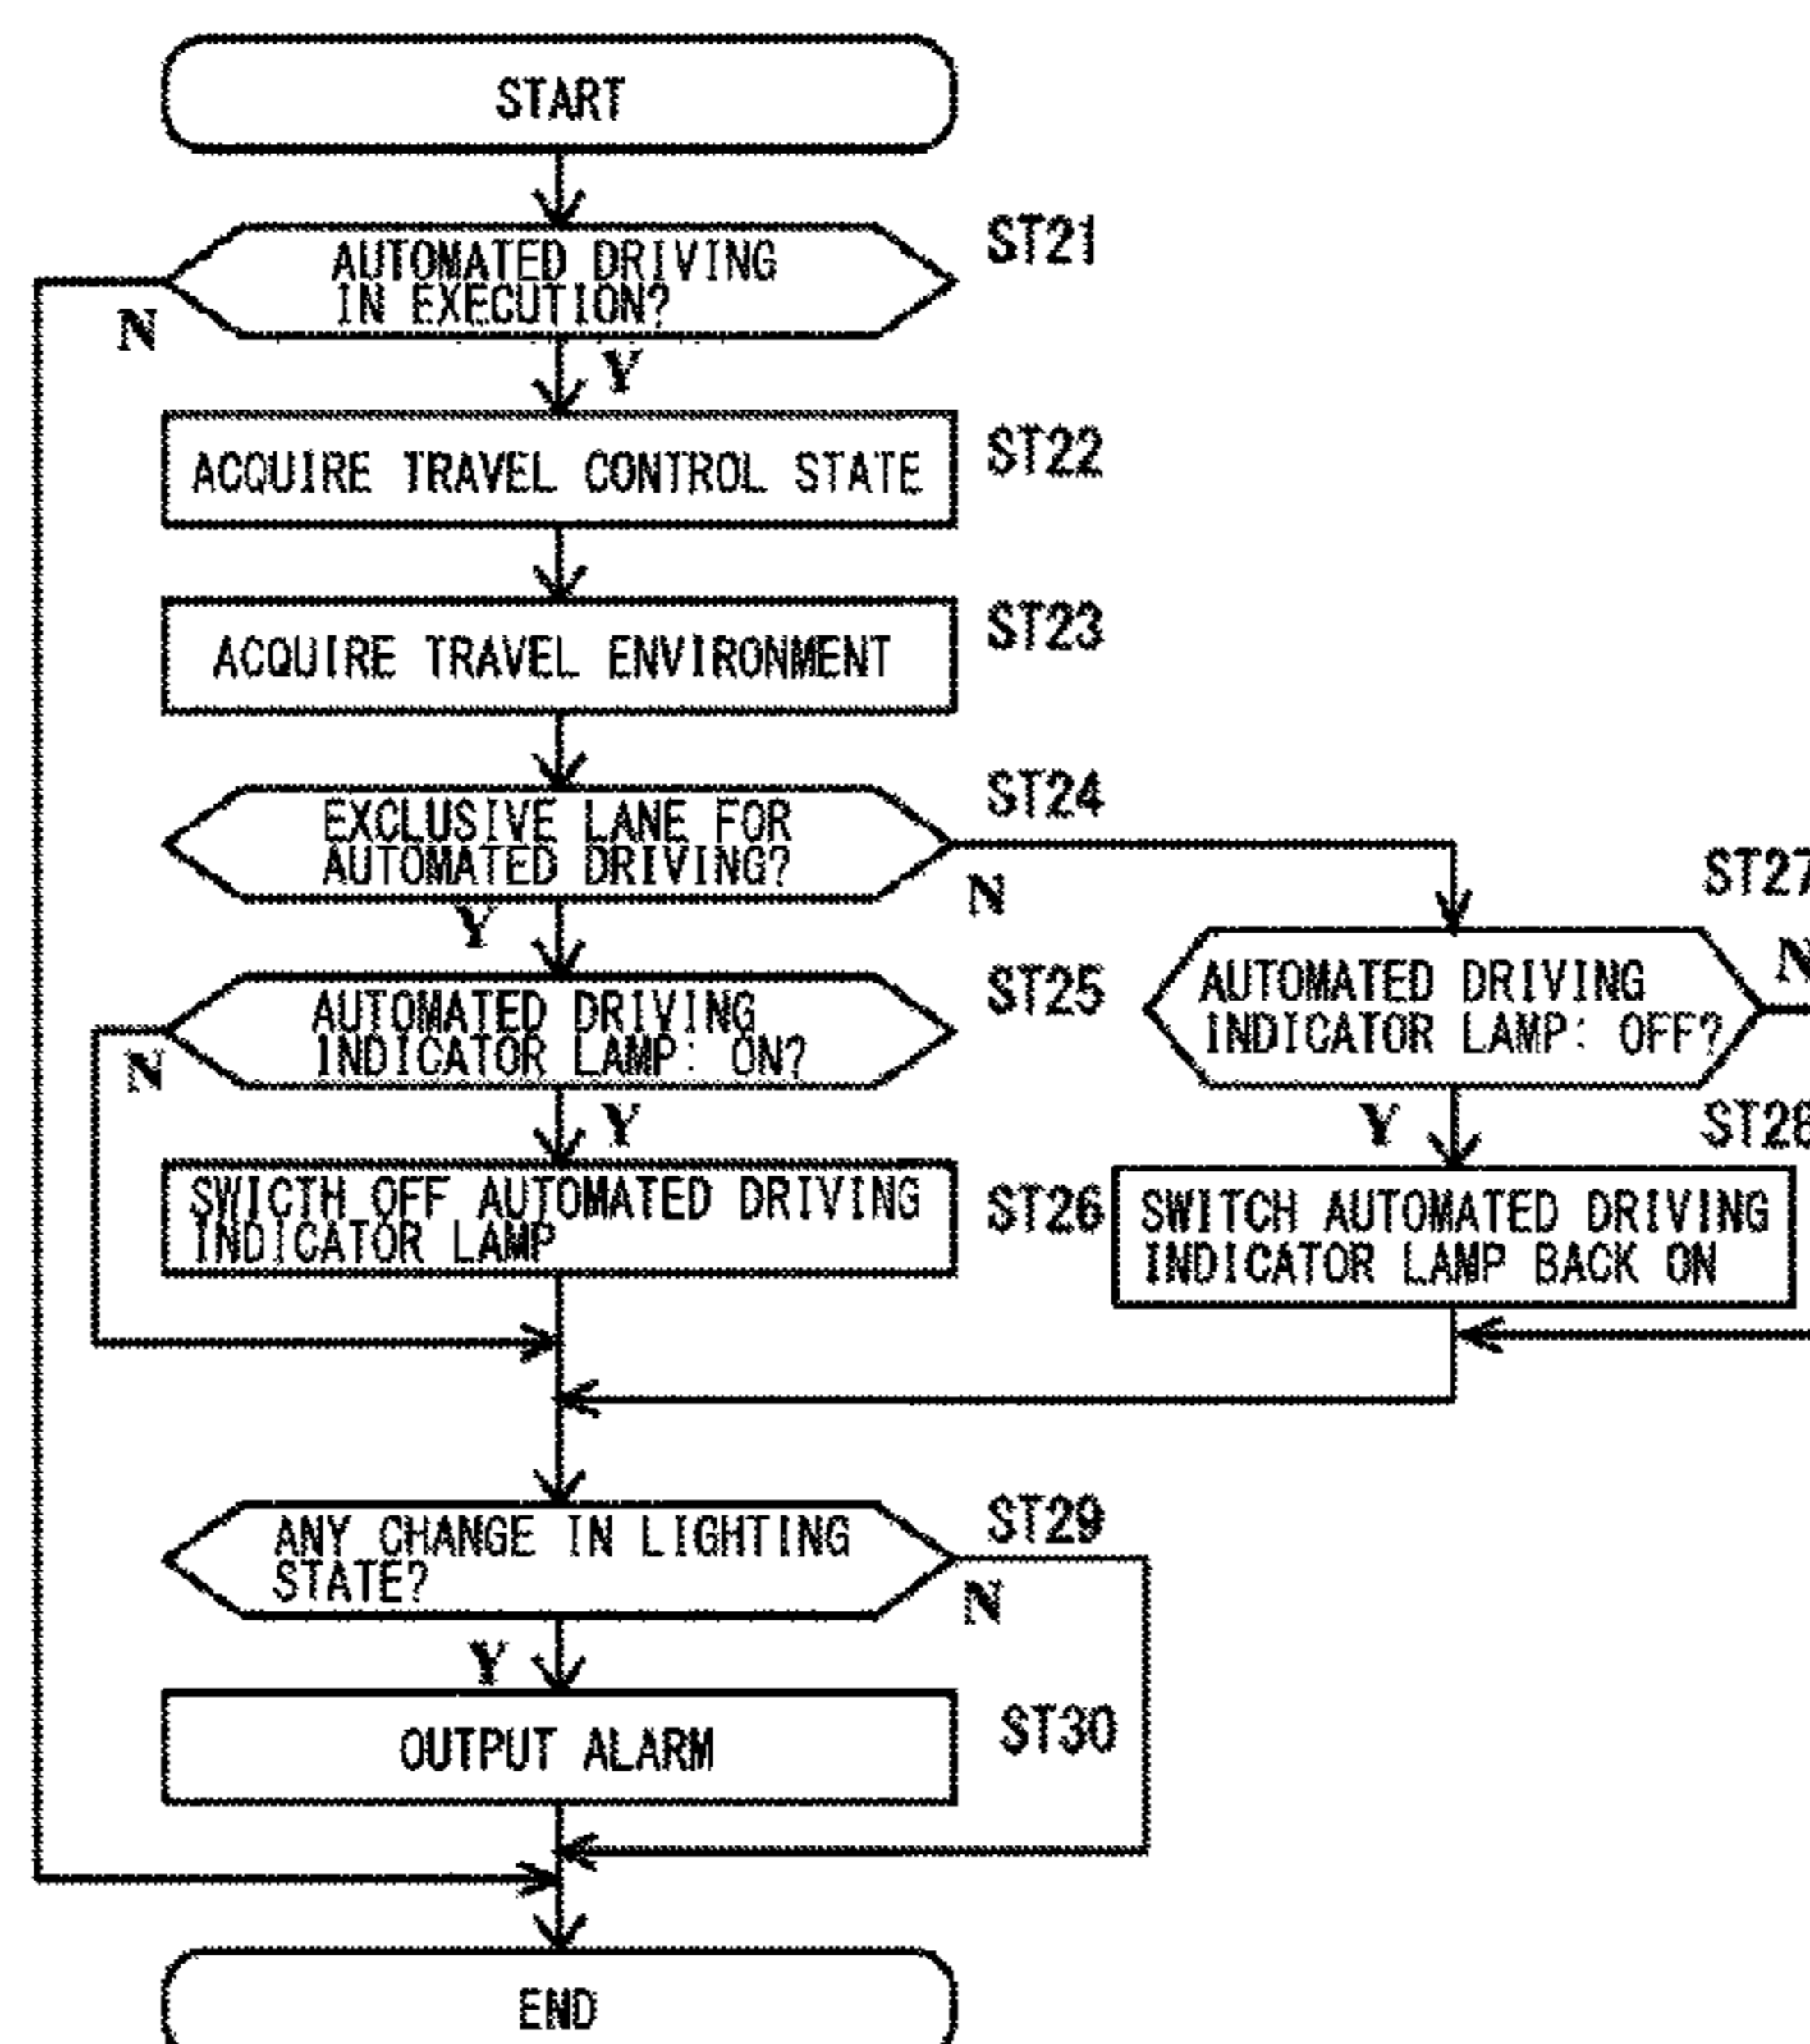 START
AUTOMATED DRIVING
IN EXECUTION?
ST21
N
Y
ACQUIRE TRAVEL CONTROL STATE
ST22
ACQUIRE TRAVEL ENVIRONMENT
ST23
EXCLUSIVE LANE FOR
AUTOMATED DRIVING?
ST24
N
Y
ST27
AUTOMATED DRIVING
INDICATOR LAMP: ON?
ST25
N
Y
AUTOMATED DRIVING
INDICATOR LAMP: OFF?
N
Y
ST28
SWICTH OFF AUTOMATED DRIVING
INDICATOR LAMP
ST26
SWITCH AUTOMATED DRIVING
INDICATOR LAMP BACK ON
ANY CHANGE IN LIGHTING
STATE?
ST29
N
Y
OUTPUT ALARM
ST30
END